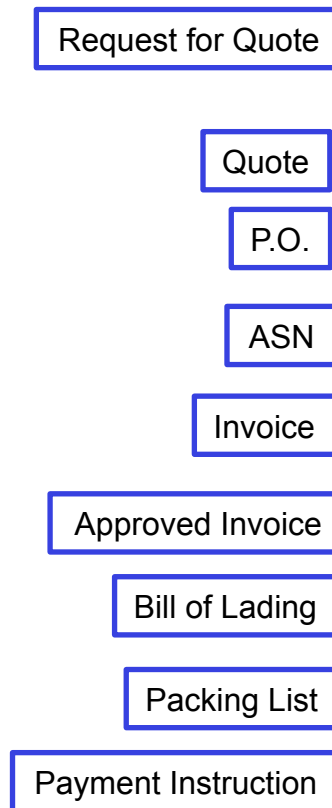 Request for Quote
Quote
P.O.
ASN
Invoice
Approved Invoice
Bill of Lading
Packing List
Payment Instruction